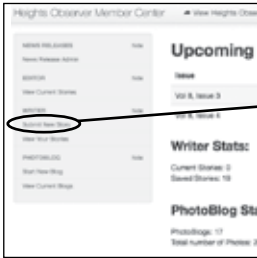 Heights Observer Member Center
View Heights Obser
NEWS RELEASES hide
News Release Admin
EDITOR hide
View Current Stories
WRITER hide
Submit New Story
View Your Stories
PHOTOBLOG hide
Start New Blog
View Current Blogs
Upcoming
Issue
Vol 8, Issue 3
Vol 8, Issue 4
Writer Stats:
Current Stories: 0
Saved Stories: 19
PhotoBlog Sta
PhotoBlogs: 17
Total number of Photos: